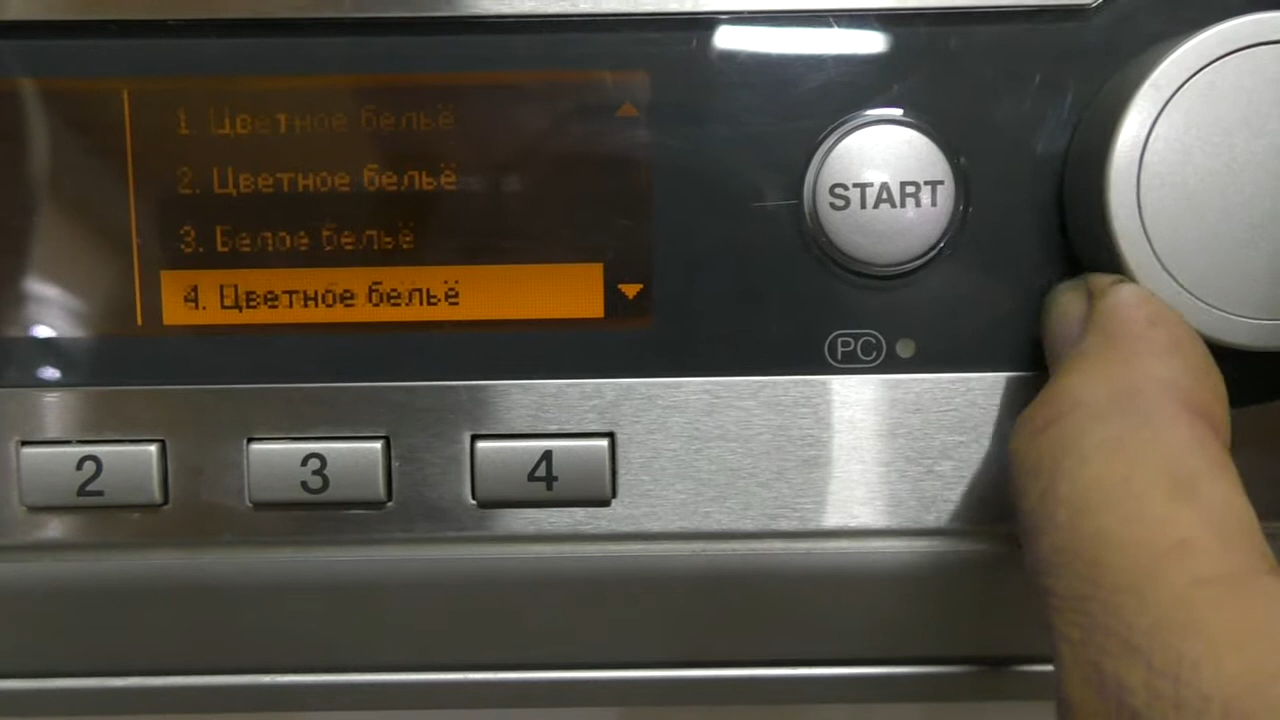 1. Цветное бельё
2. Цветное бельё
3. Белое бельё
4. Цветное бельё
START
PC
2
3
4